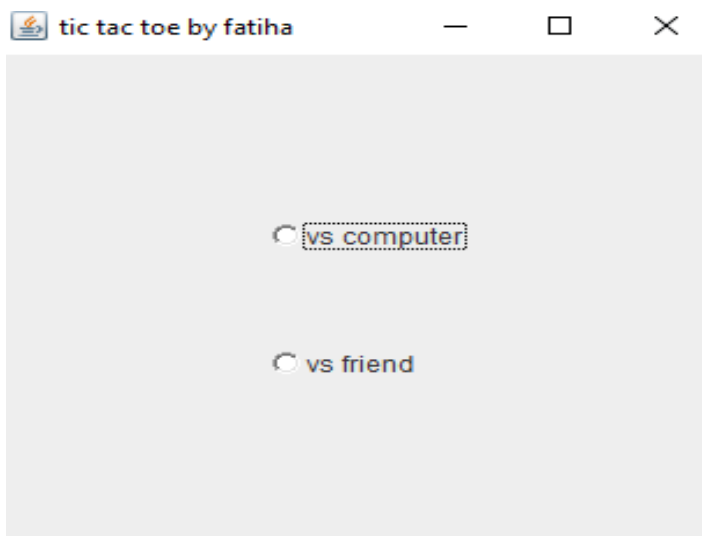 tic tac toe by fatiha
vs computer
vs friend